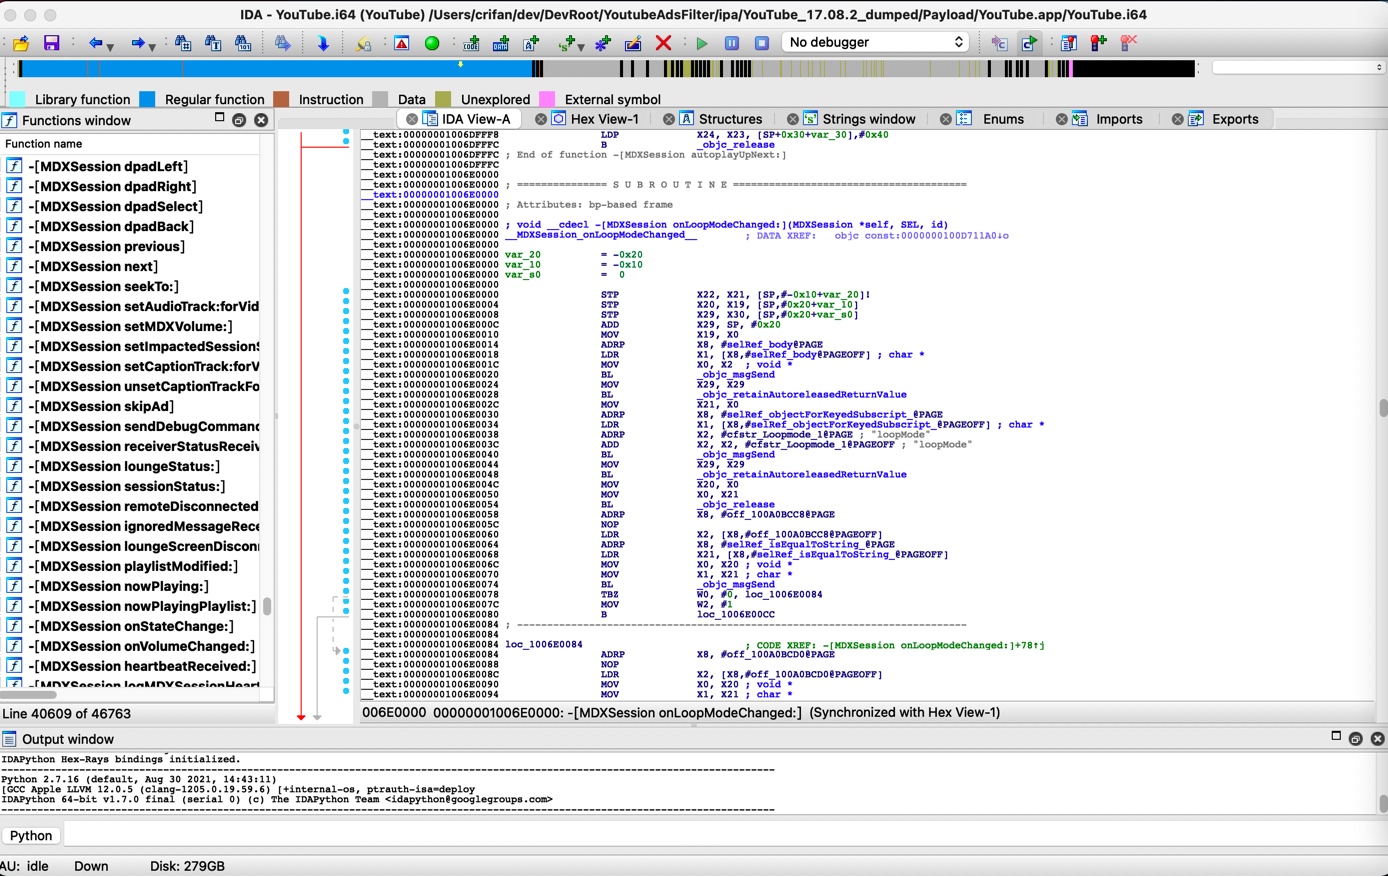 IDA - YouTube.i64 (YouTube) /Users/crifan/dev/DevRoot/YoutubeAdsFilter/ipa/YouTube_17.08.2_dumped/Payload/YouTube.app/YouTube.i64
No debugger
Library function Regular function Instruction Data Unexplored External symbol
Functions window
IDA View-A Hex View-1 Structures Strings window Enums Imports Exports
Function name
-[MDXSession dpadLeft]
-[MDXSession dpadRight]
-[MDXSession dpadSelect]
-[MDXSession dpadBack]
-[MDXSession previous]
-[MDXSession next]
-[MDXSession seekTo:]
-[MDXSession setAudioTrack:forVid
-[MDXSession setMDXVolume:]
-[MDXSession setImpactedSessionS
-[MDXSession setCaptionTrack:forV
-[MDXSession unsetCaptionTrackFo
-[MDXSession skipAd]
-[MDXSession sendDebugCommand
-[MDXSession receiverStatusReceiv
-[MDXSession loungeStatus:]
-[MDXSession sessionStatus:]
-[MDXSession remoteDisconnected
-[MDXSession ignoredMessageRece
-[MDXSession loungeScreenDiscon
-[MDXSession playlistModified:]
-[MDXSession nowPlaying:]
-[MDXSession nowPlayingPlaylist:]
-[MDXSession onStateChange:]
-[MDXSession onVolumeChanged:]
-[MDXSession heartbeatReceived:]
-[MDXSession logMDXSessionHeart
Line 40609 of 46763
__text:00000001006DFFF8 LDP X24, X23, [SP+0x30+var_30],#0x40
__text:00000001006DFFFC B _objc_release
__text:00000001006DFFFC ; End of function -[MDXSession autoplayUpNext:]
__text:00000001006DFFFC
__text:00000001006E0000
__text:00000001006E0000 ; =============== S U B R O U T I N E =======================================
__text:00000001006E0000
__text:00000001006E0000 ; Attributes: bp-based frame
__text:00000001006E0000
__text:00000001006E0000 ; void __cdecl -[MDXSession onLoopModeChanged:](MDXSession *self, SEL, id)
__text:00000001006E0000 __MDXSession_onLoopModeChanged__ ; DATA XREF: __objc_const:0000000100D711A0↓o
__text:00000001006E0000
__text:00000001006E0000 var_20 = -0x20
__text:00000001006E0000 var_10 = -0x10
__text:00000001006E0000 var_s0 = 0
__text:00000001006E0000
__text:00000001006E0000 STP X22, X21, [SP,#-0x10+var_20]!
__text:00000001006E0004 STP X20, X19, [SP,#0x20+var_10]
__text:00000001006E0008 STP X29, X30, [SP,#0x20+var_s0]
__text:00000001006E000C ADD X29, SP, #0x20
__text:00000001006E0010 MOV X19, X0
__text:00000001006E0014 ADRP X8, #selRef_body@PAGE
__text:00000001006E0018 LDR X1, [X8,#selRef_body@PAGEOFF] ; char *
__text:00000001006E001C MOV X0, X2 ; void *
__text:00000001006E0020 BL _objc_msgSend
__text:00000001006E0024 MOV X29, X29
__text:00000001006E0028 BL _objc_retainAutoreleasedReturnValue
__text:00000001006E002C MOV X21, X0
__text:00000001006E0030 ADRP X8, #selRef_objectForKeyedSubscript_@PAGE
__text:00000001006E0034 LDR X1, [X8,#selRef_objectForKeyedSubscript_@PAGEOFF] ; char *
__text:00000001006E0038 ADRP X2, #cfstr_Loopmode_1@PAGE ; "loopMode"
__text:00000001006E003C ADD X2, X2, #cfstr_Loopmode_1@PAGEOFF ; "loopMode"
__text:00000001006E0040 BL _objc_msgSend
__text:00000001006E0044 MOV X29, X29
__text:00000001006E0048 BL _objc_retainAutoreleasedReturnValue
__text:00000001006E004C MOV X20, X0
__text:00000001006E0050 MOV X0, X21
__text:00000001006E0054 BL _objc_release
__text:00000001006E0058 ADRP X8, #off_100A0BCC8@PAGE
__text:00000001006E005C NOP
__text:00000001006E0060 LDR X2, [X8,#off_100A0BCC8@PAGEOFF]
__text:00000001006E0064 ADRP X8, #selRef_isEqualToString_@PAGE
__text:00000001006E0068 LDR X21, [X8,#selRef_isEqualToString_@PAGEOFF]
__text:00000001006E006C MOV X0, X20 ; void *
__text:00000001006E0070 MOV X1, X21 ; char *
__text:00000001006E0074 BL _objc_msgSend
__text:00000001006E0078 TBZ W0, #0, loc_1006E0084
__text:00000001006E007C MOV W2, #1
__text:00000001006E0080 B loc_1006E00CC
__text:00000001006E0084 ; ---------------------------------------------------------------------------
__text:00000001006E0084
__text:00000001006E0084 loc_1006E0084 ; CODE XREF: -[MDXSession onLoopModeChanged:]+78↑j
__text:00000001006E0084 ADRP X8, #off_100A0BCD0@PAGE
__text:00000001006E0088 NOP
__text:00000001006E008C LDR X2, [X8,#off_100A0BCD0@PAGEOFF]
__text:00000001006E0090 MOV X0, X20 ; void *
__text:00000001006E0094 MOV X1, X21 ; char *
006E0000 00000001006E0000: -[MDXSession onLoopModeChanged:] (Synchronized with Hex View-1)
Output window
IDAPython Hex-Rays bindings initialized.
---------------------------------------------------------------------------
Python 2.7.16 (default, Aug 30 2021, 14:43:11)
[GCC Apple LLVM 12.0.5 (clang-1205.0.19.59.6) [+internal-os, ptrauth-isa=deploy
IDAPython 64-bit v1.7.0 final (serial 0) (c) The IDAPython Team <idapython@googlegroups.com>
---------------------------------------------------------------------------
Python
AU: idle Down Disk: 279GB